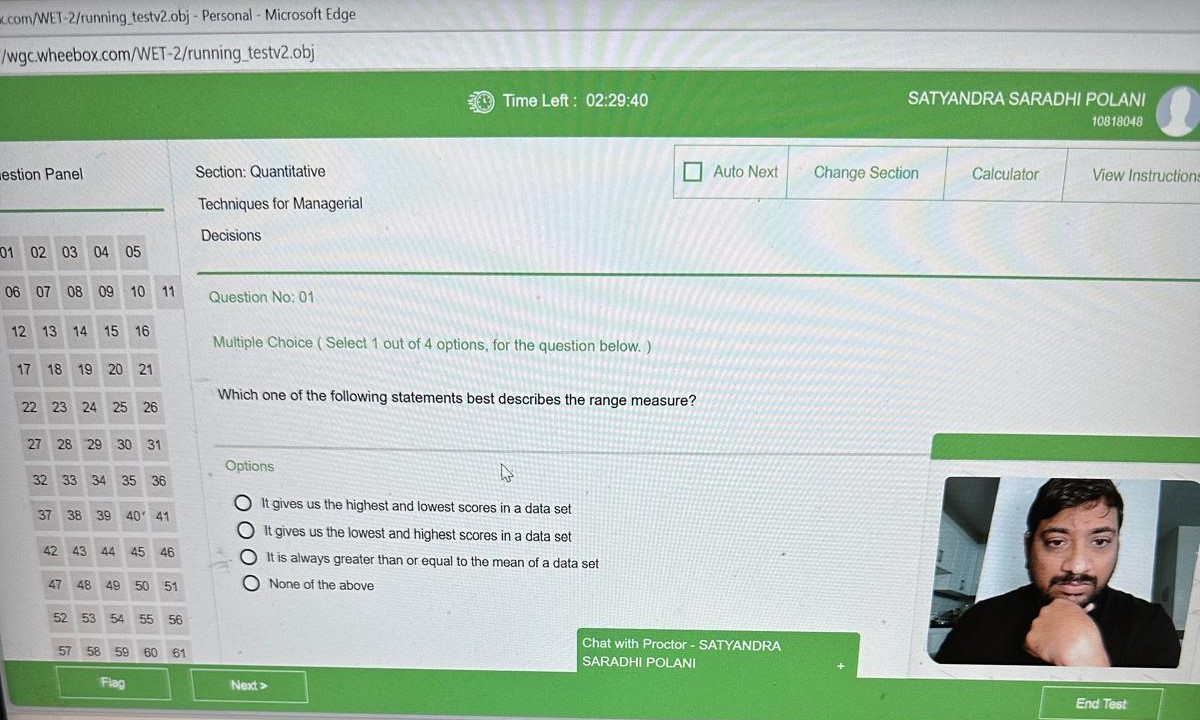 x.com/WET-2/running_testv2.obj - Personal - Microsoft Edge
/wgc.wheebox.com/WET-2/running_testv2.obj
Time Left : 02:29:40
SATYANDRA SARADHI POLANI
10818048
estion Panel
Section: Quantitative
Techniques for Managerial
Decisions
Auto Next
Change Section
Calculator
View Instructions
01 02 03 04 05
06 07 08 09 10 11
12 13 14 15 16
17 18 19 20 21
22 23 24 25 26
27 28 29 30 31
32 33 34 35 36
37 38 39 40 41
42 43 44 45 46
47 48 49 50 51
52 53 54 55 56
57 58 59 60 61
Question No: 01
Multiple Choice ( Select 1 out of 4 options, for the question below. )
Which one of the following statements best describes the range measure?
Options
It gives us the highest and lowest scores in a data set
It gives us the lowest and highest scores in a data set
It is always greater than or equal to the mean of a data set
None of the above
Chat with Proctor - SATYANDRA
SARADHI POLANI
+
Flag
Next >
End Test